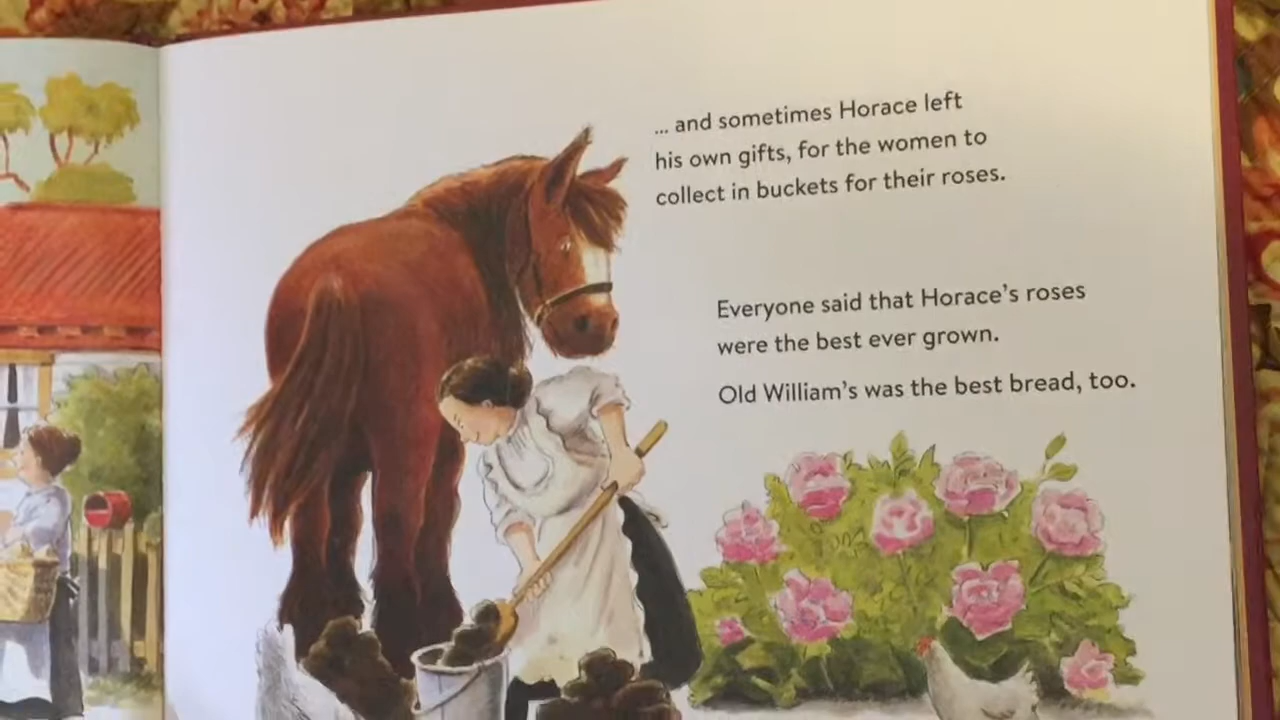 ... and sometimes Horace left
his own gifts, for the women to
collect in buckets for their roses.
Everyone said that Horace's roses
were the best ever grown.
Old William's was the best bread, too.